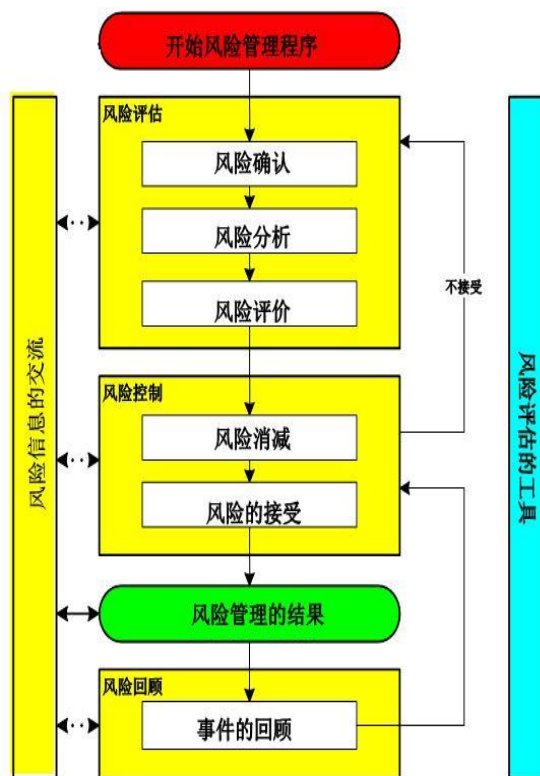 开始风险管理程序
风险评估
风险确认
风险分析
风险评价
不接受
风险控制
风险消减
风险的接受
风险管理的结果
风险回顾
事件的回顾
风险信息的交流
风险评估的工具